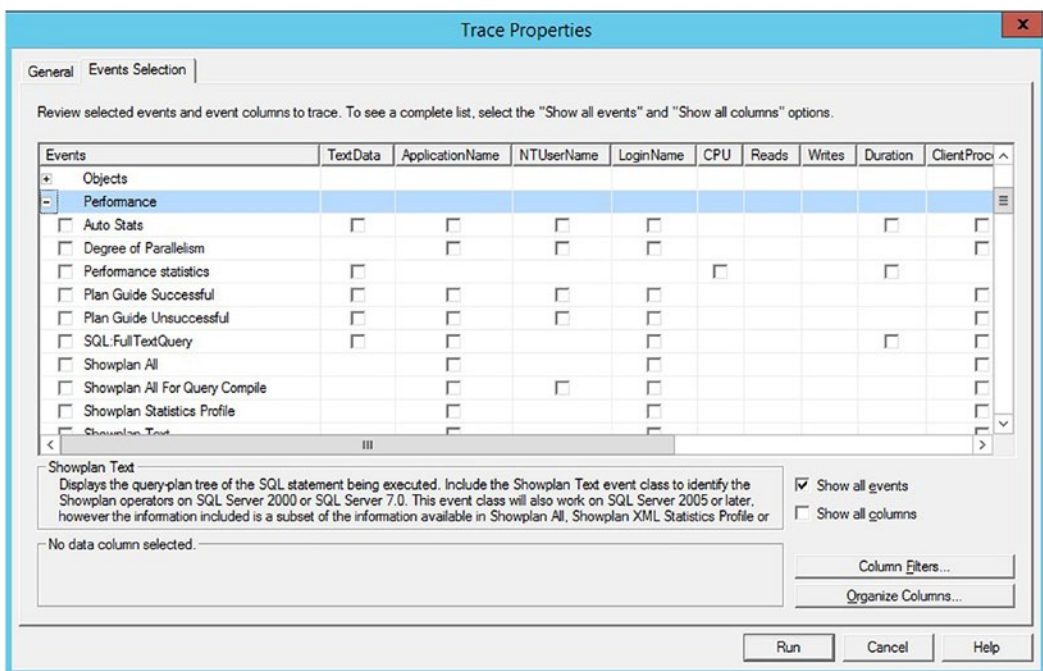 Trace Properties
x
General Events Selection
Review selected events and event columns to trace. To see a complete list, select the "Show all events" and "Show all columns" options.
Events TextData ApplicationName NTUserName LoginName CPU Reads Writes Duration ClientProc
Objects
Performance
Auto Stats
Degree of Parallelism
Performance statistics
Plan Guide Successful
Plan Guide Unsuccessful
SQL:FullTextQuery
Showplan All
Showplan All For Query Compile
Showplan Statistics Profile
Showplan Text
Showplan Text
Displays the query-plan tree of the SQL statement being executed. Include the Showplan Text event class to identify the
Showplan operators on SQL Server 2000 or SQL Server 7.0. This event class will also work on SQL Server 2005 or later,
however the information included is a subset of the information available in Showplan All, Showplan XML Statistics Profile or
Show all events
Show all columns
No data column selected.
Column Filters...
Organize Columns...
Run Cancel Help